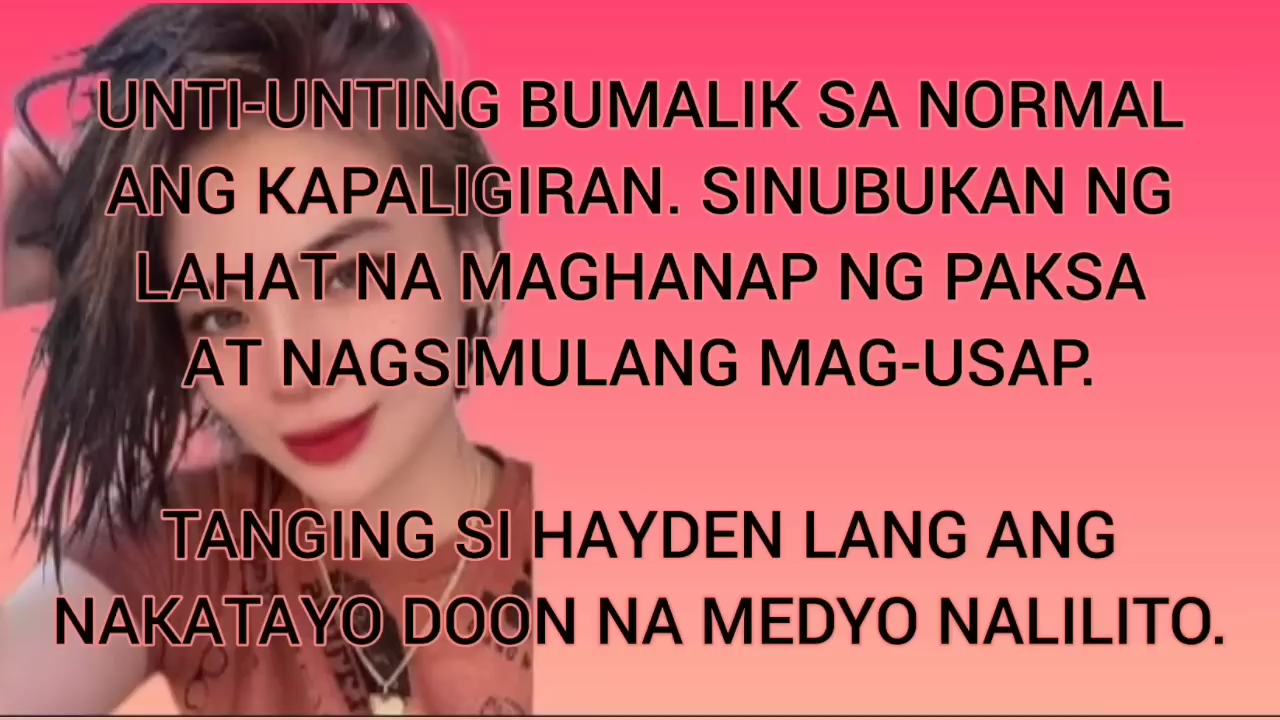 UNTI-UNTING BUMALIK SA NORMAL
ANG KAPALIGIRAN. SINUBUKAN NG
LAHAT NA MAGHANAP NG PAKSA
AT NAGSIMULANG MAG-USAP.
TANGING SI HAYDEN LANG ANG
NAKATAYO DOON NA MEDYO NALILITO.